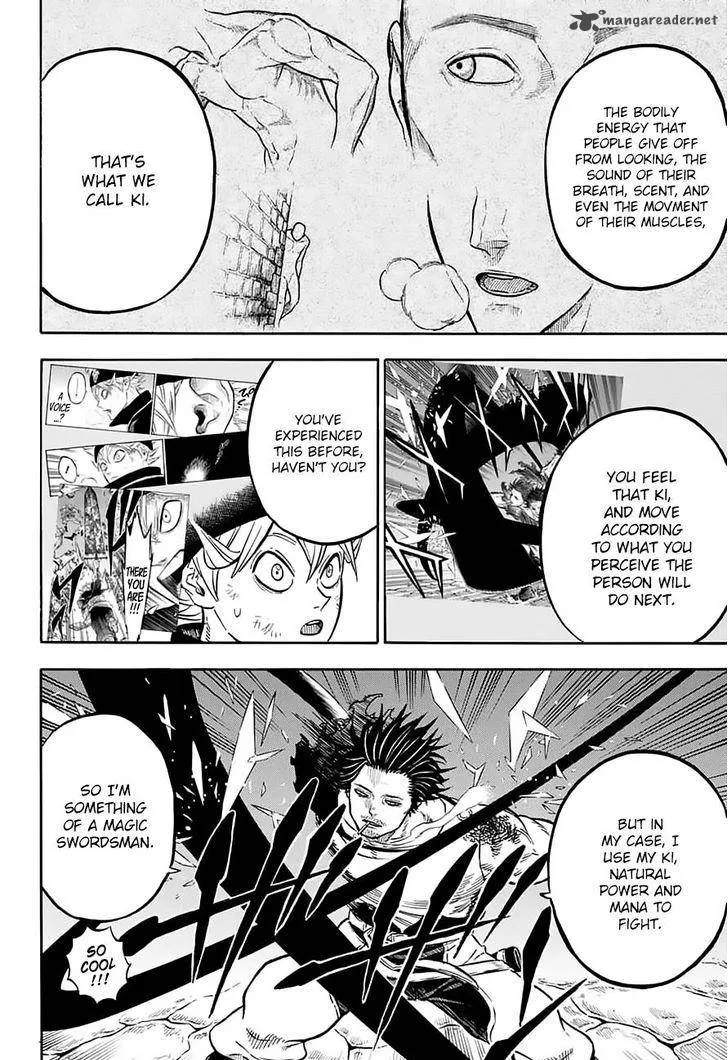 mangareader.net
THE BODILY
ENERGY THAT
PEOPLE GIVE OFF
FROM LOOKING, THE
SOUND OF THEIR
BREATH, SCENT, AND
EVEN THE MOVMENT
OF THEIR MUSCLES,
THAT'S
WHAT WE
CALL KI.
YOU FEEL
THAT KI,
AND MOVE
ACCORDING
TO WHAT YOU
PERCEIVE THE
PERSON WILL
DO NEXT.
YOU'VE
EXPERIENCED
THIS BEFORE,
HAVEN'T YOU?
A
VOICE
...?
THERE
YOU
ARE!!!
BUT IN
MY CASE, I
USE MY KI,
NATURAL
POWER AND
MANA TO
FIGHT.
SO I'M
SOMETHING
OF A MAGIC
SWORDSMAN.
SO
COOL
!!!